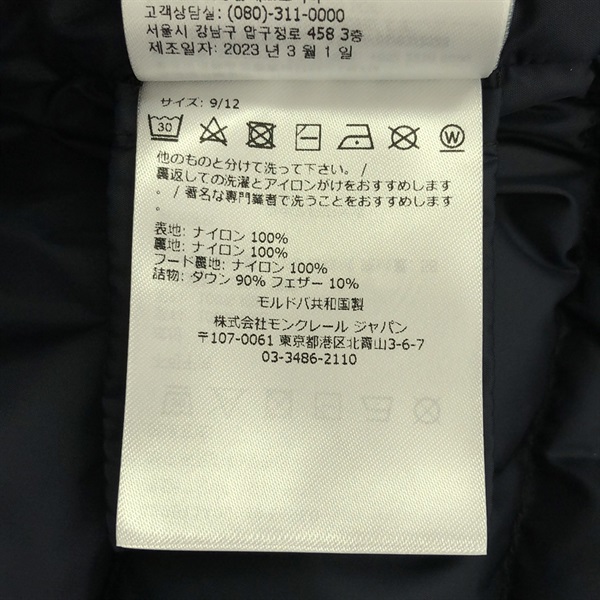 고객상담실: (080)-311-0000
서울시 강남구 압구정로 458 3층
제조일자: 2023년 3월 1일
サイズ: 9/12
30
W
他のものと分けて洗って下さい。/
裏返しての洗濯とアイロンがけをおすすめします
。/ 著名な専門業者で洗うことをおすすめします
。
表地: ナイロン 100%
裏地: ナイロン 100%
フード裏地: ナイロン 100%
詰物: ダウン 90% フェザー 10%
モルドバ共和国製
株式会社モンクレール ジャパン
〒107-0061 東京都港区北青山3-6-7
03-3486-2110